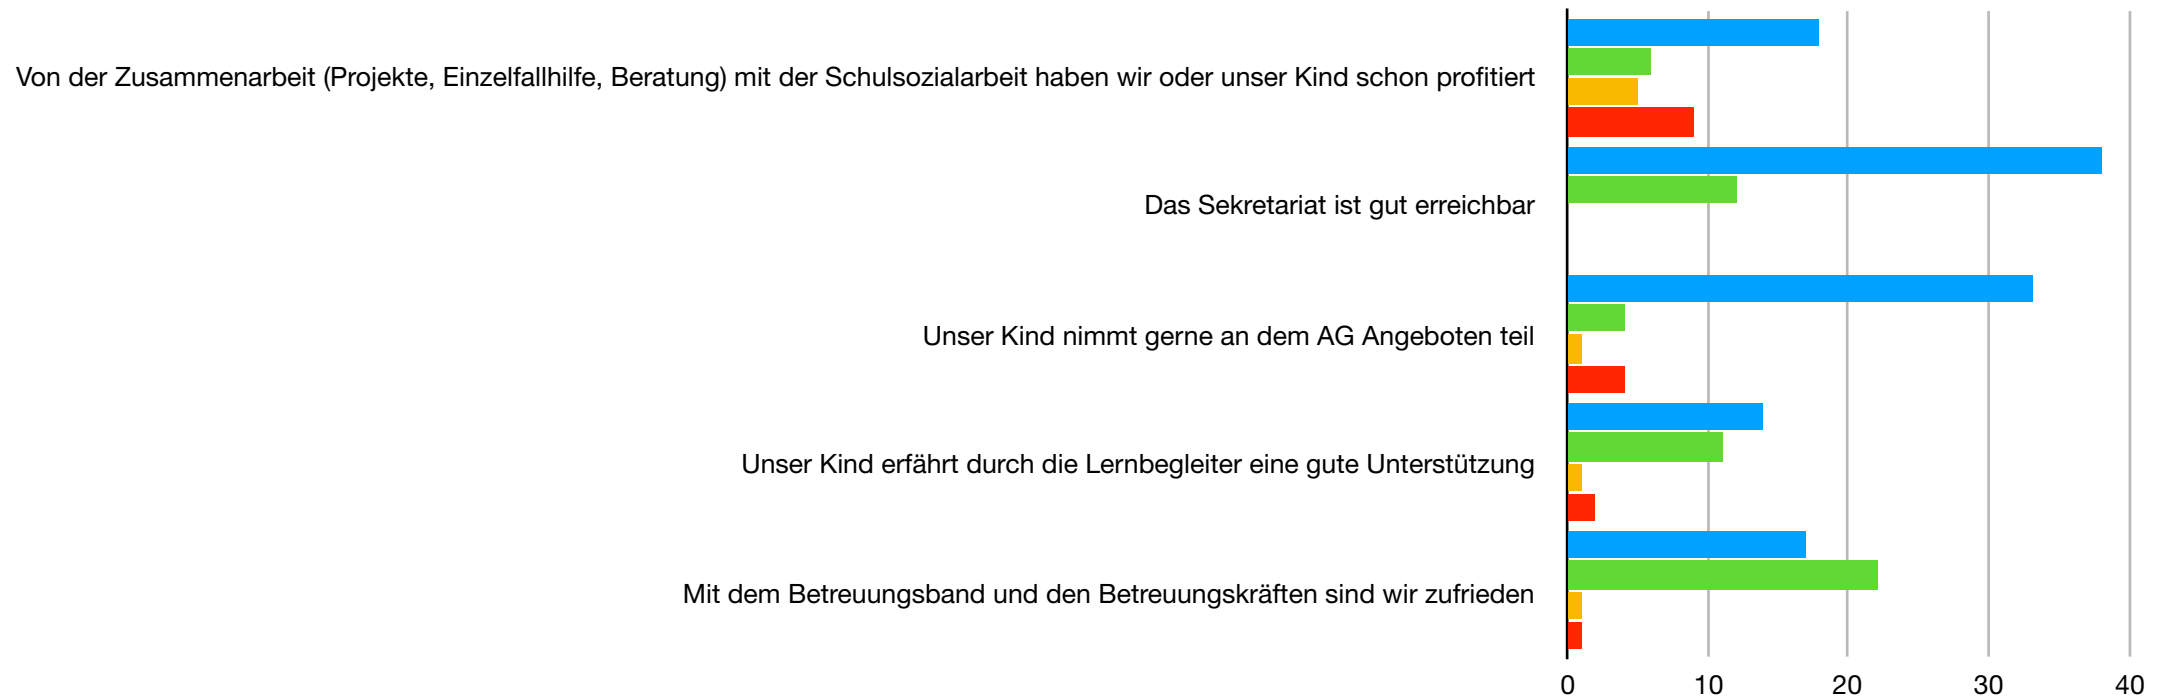 Von der Zusammenarbeit (Projekte, Einzelfallhilfe, Beratung) mit der Schulsozialarbeit haben wir oder unser Kind schon profitiert
Das Sekretariat ist gut erreichbar
Unser Kind nimmt gerne an dem AG Angeboten teil
Unser Kind erfährt durch die Lernbegleiter eine gute Unterstützung
Mit dem Betreuungsband und den Betreuungskräften sind wir zufrieden
0 10 20 30 40